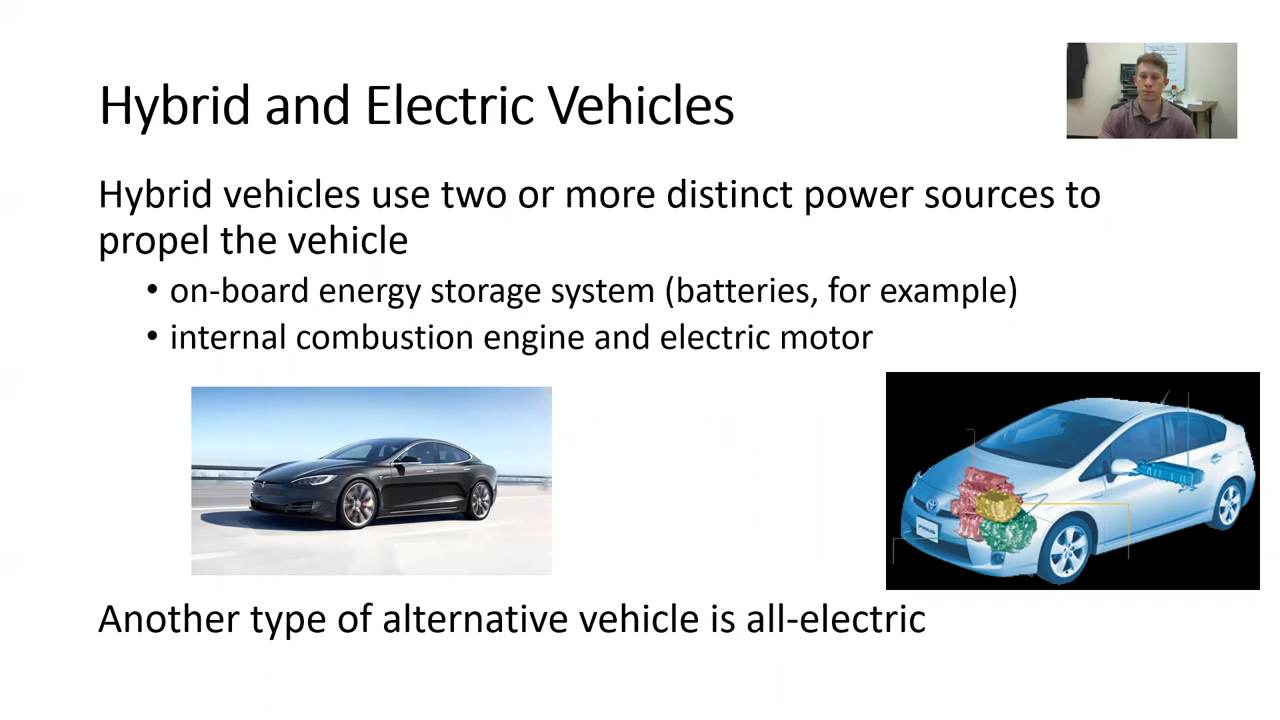 Hybrid and Electric Vehicles
Hybrid vehicles use two or more distinct power sources to
propel the vehicle
• on-board energy storage system (batteries, for example)
• internal combustion engine and electric motor
PRIUS
Another type of alternative vehicle is all-electric